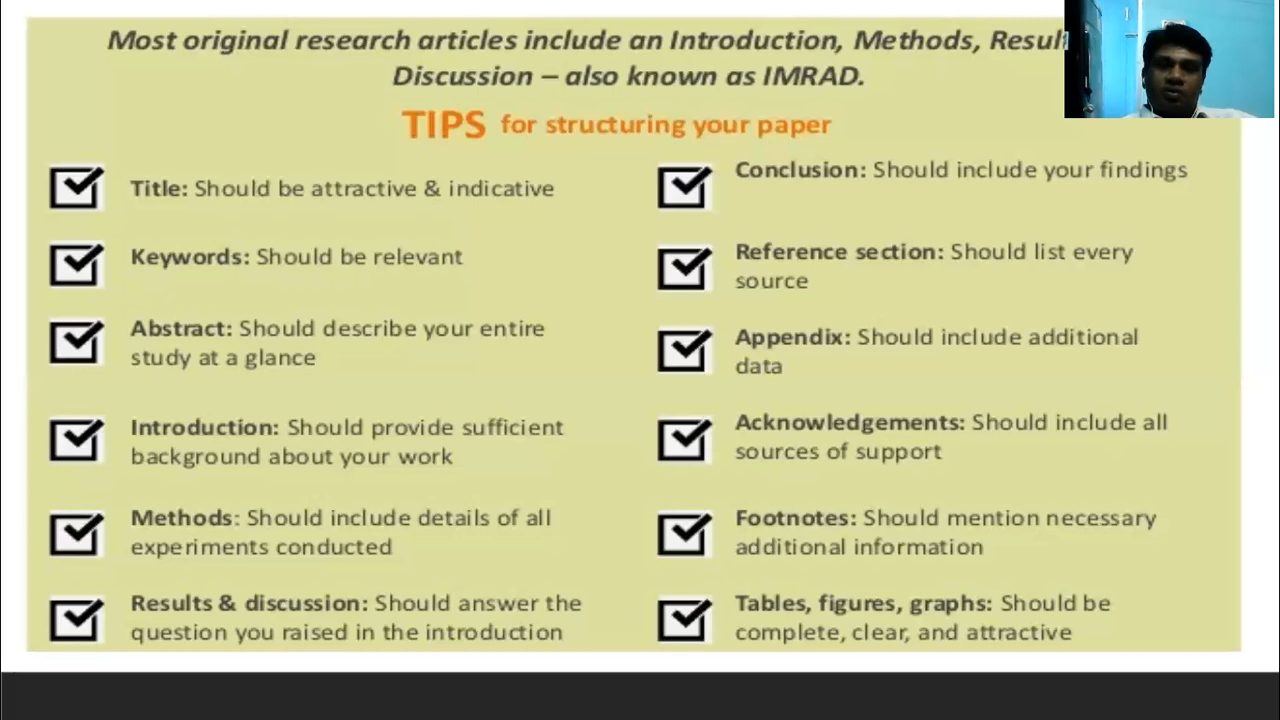 Most original research articles include an Introduction, Methods,
Discussion – also known as IMRAD.
TIPS for structuring your paper
Title: Should be attractive & indicative
Keywords: Should be relevant
Abstract: Should describe your entire
study at a glance
Introduction: Should provide sufficient
background about your work
Methods: Should include details of all
experiments conducted
Results & discussion: Should answer the
question you raised in the introduction
Conclusion: Should include your findings
Reference section: Should list every
source
Appendix: Should include additional
data
Acknowledgements: Should include all
sources of support
Footnotes: Should mention necessary
additional information
Tables, figures, graphs: Should be
complete, clear, and attractive